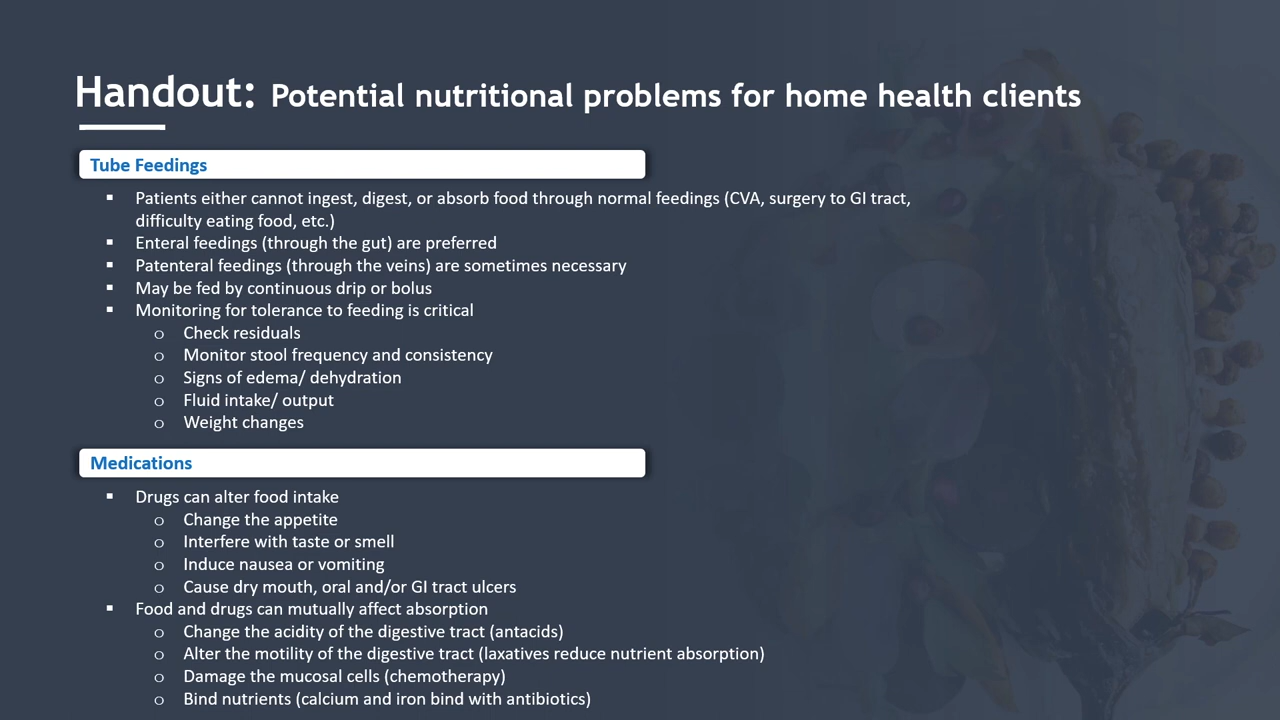 Handout: Potential nutritional problems for home health clients
Tube Feedings
▪ Patients either cannot ingest, digest, or absorb food through normal feedings (CVA, surgery to GI tract,
difficulty eating food, etc.)
▪ Enteral feedings (through the gut) are preferred
▪ Patenteral feedings (through the veins) are sometimes necessary
▪ May be fed by continuous drip or bolus
▪ Monitoring for tolerance to feeding is critical
o Check residuals
o Monitor stool frequency and consistency
o Signs of edema/ dehydration
o Fluid intake/ output
o Weight changes
Medications
▪ Drugs can alter food intake
o Change the appetite
o Interfere with taste or smell
o Induce nausea or vomiting
o Cause dry mouth, oral and/or GI tract ulcers
▪ Food and drugs can mutually affect absorption
o Change the acidity of the digestive tract (antacids)
o Alter the motility of the digestive tract (laxatives reduce nutrient absorption)
o Damage the mucosal cells (chemotherapy)
o Bind nutrients (calcium and iron bind with antibiotics)